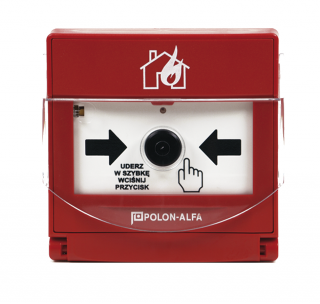 UDERZ
W SZYBKĘ
WCIŚNIJ
PRZYCISK
POLON-ALFA